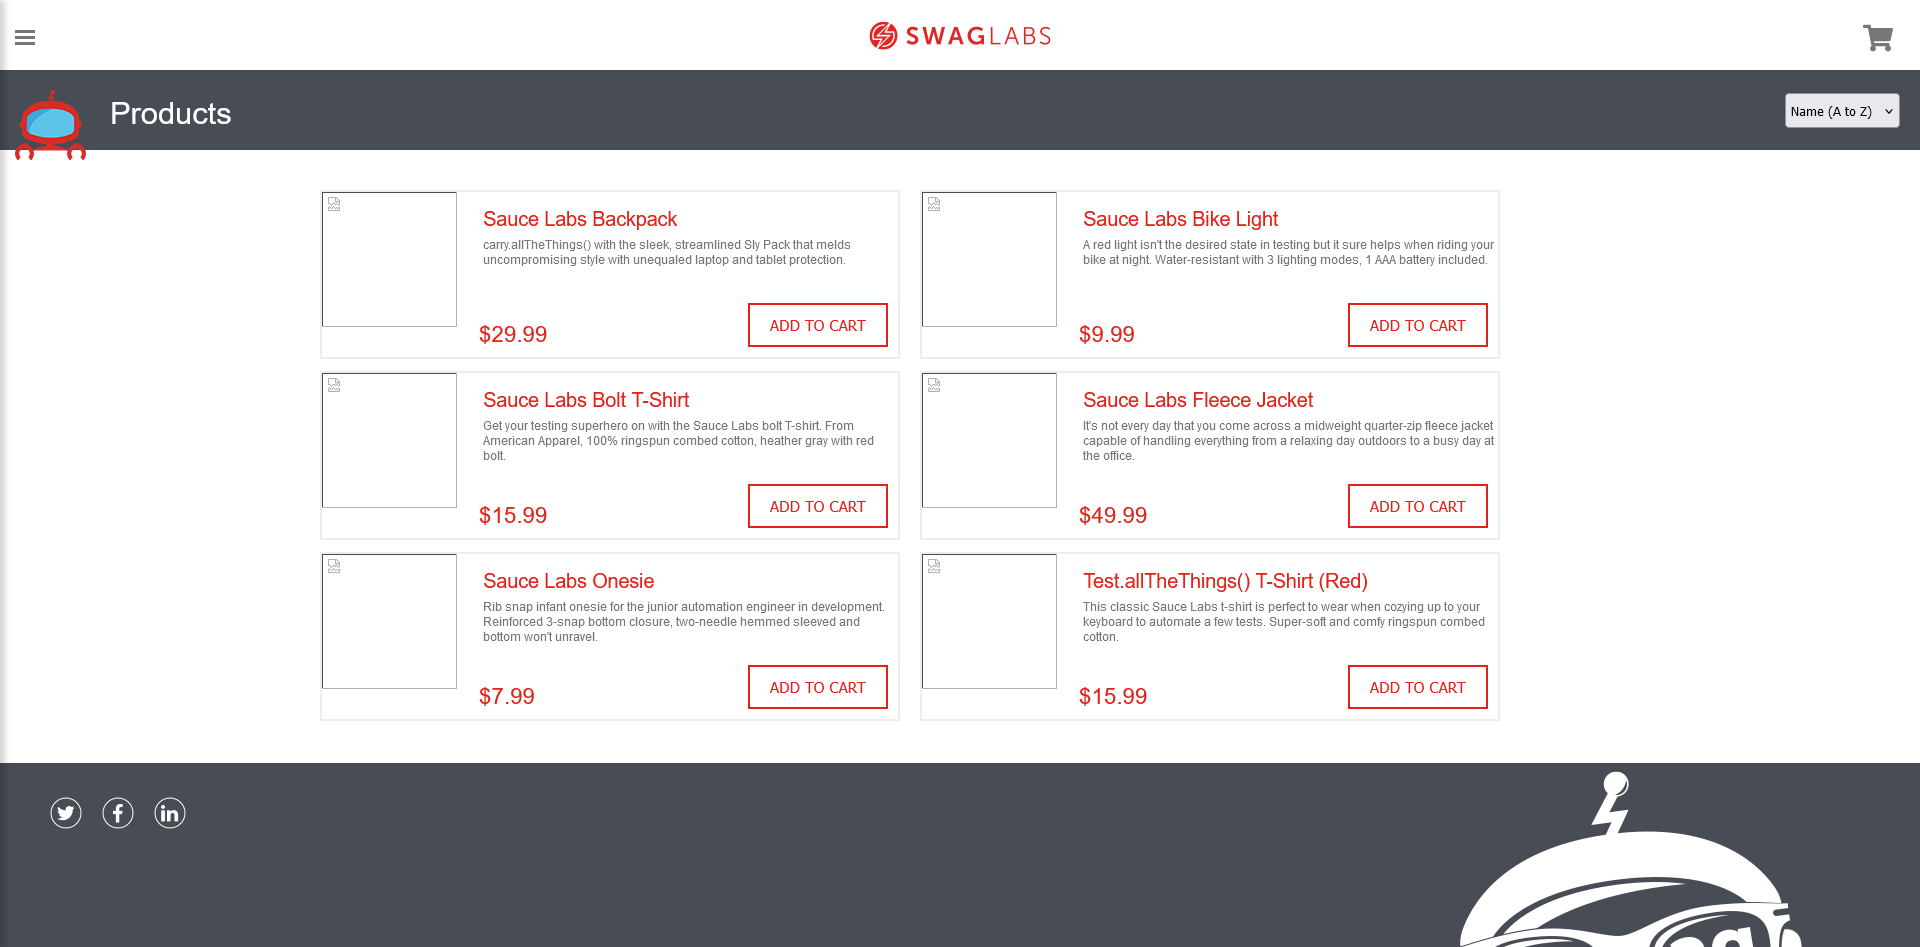 SWAGLABS
Products
Name (A to Z)
Sauce Labs Backpack
carry.allTheThings() with the sleek, streamlined Sly Pack that melds
uncompromising style with unequaled laptop and tablet protection.
$29.99
ADD TO CART
Sauce Labs Bike Light
A red light isn't the desired state in testing but it sure helps when riding your
bike at night. Water-resistant with 3 lighting modes, 1 AAA battery included.
$9.99
ADD TO CART
Sauce Labs Bolt T-Shirt
Get your testing superhero on with the Sauce Labs bolt T-shirt. From
American Apparel, 100% ringspun combed cotton, heather gray with red
bolt.
$15.99
ADD TO CART
Sauce Labs Fleece Jacket
It's not every day that you come across a midweight quarter-zip fleece jacket
capable of handling everything from a relaxing day outdoors to a busy day at
the office.
$49.99
ADD TO CART
Sauce Labs Onesie
Rib snap infant onesie for the junior automation engineer in development.
Reinforced 3-snap bottom closure, two-needle hemmed sleeved and
bottom won't unravel.
$7.99
ADD TO CART
Test.allTheThings() T-Shirt (Red)
This classic Sauce Labs t-shirt is perfect to wear when cozying up to your
keyboard to automate a few tests. Super-soft and comfy ringspun combed
cotton.
$15.99
ADD TO CART